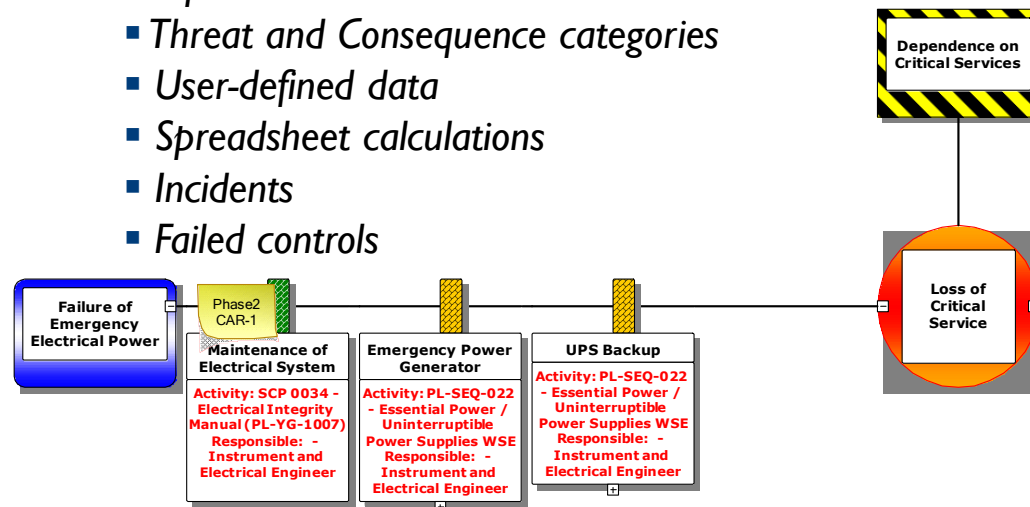 Threat and Consequence categories
User-defined data
Spreadsheet calculations
Incidents
Failed controls
Dependence on
Critical Services
Failure of
Emergency
Electrical Power
Phase2
CAR-1
Maintenance of
Electrical System
Activity: SCP 0034 -
Electrical Integrity
Manual (PL-YG-1007)
Responsible: -
Instrument and
Electrical Engineer
Emergency Power
Generator
Activity: PL-SEQ-022
- Essential Power /
Uninterruptible
Power Supplies WSE
Responsible: -
Instrument and
Electrical Engineer
UPS Backup
Activity: PL-SEQ-022
- Essential Power /
Uninterruptible
Power Supplies WSE
Responsible: -
Instrument and
Electrical Engineer
Loss of
Critical
Service